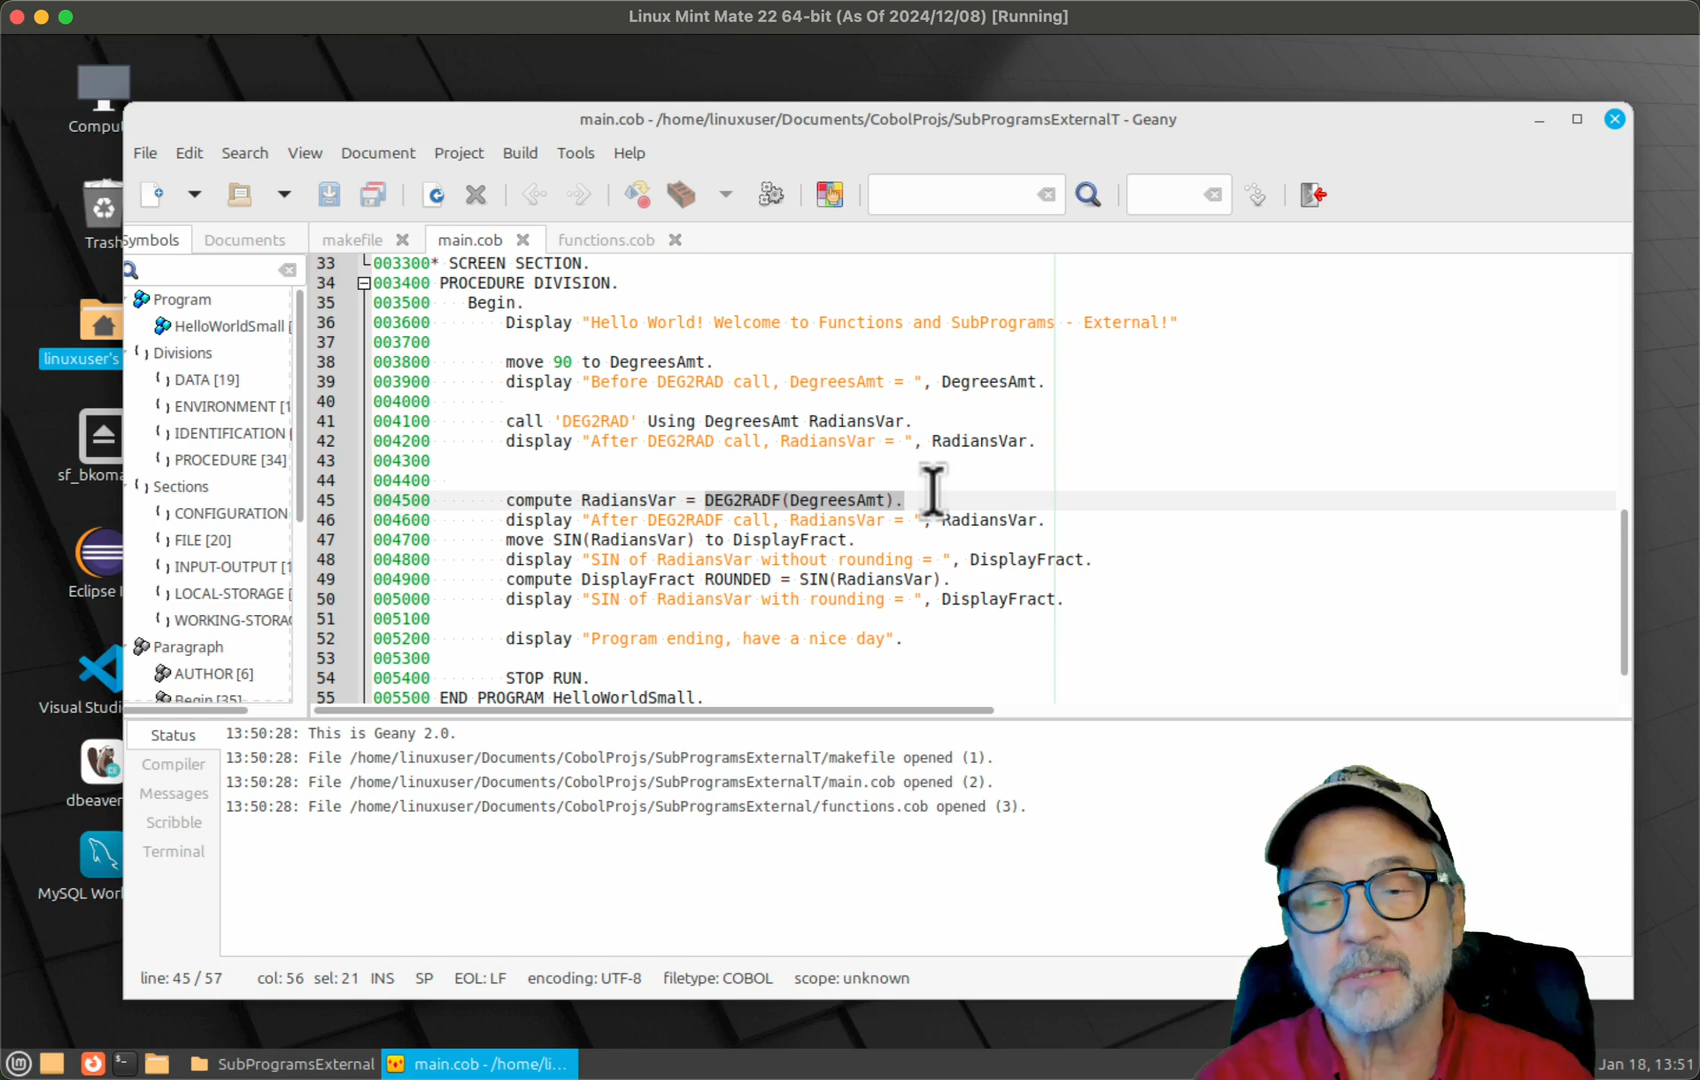 Linux Mint Mate 22 64-bit (As Of 2024/12/08) [Running]
main.cob - /home/linuxuser/Documents/CobolProjs/SubProgramsExternalT - Geany
File Edit Search View Document Project Build Tools Help
Symbols Documents makefile main.cob functions.cob
Program
HelloWorldSmall [
Divisions
DATA [19]
ENVIRONMENT [1
IDENTIFICATION [
PROCEDURE [34]
Sections
CONFIGURATION
FILE [20]
INPUT-OUTPUT [1
LOCAL-STORAGE [
WORKING-STORA
Paragraph
AUTHOR [6]
Begin [35]
33 003300* SCREEN SECTION.
34 003400 PROCEDURE DIVISION.
35 003500 Begin.
36 003600 Display "Hello World! Welcome to Functions and SubPrograms - External!"
37 003700
38 003800 move 90 to DegreesAmt.
39 003900 display "Before DEG2RAD call, DegreesAmt = ", DegreesAmt.
40 004000
41 004100 call 'DEG2RAD' Using DegreesAmt RadiansVar.
42 004200 display "After DEG2RAD call, RadiansVar = ", RadiansVar.
43 004300
44 004400
45 004500 compute RadiansVar = DEG2RADF(DegreesAmt).
46 004600 display "After DEG2RADF call, RadiansVar = ", RadiansVar.
47 004700 move SIN(RadiansVar) to DisplayFract.
48 004800 display "SIN of RadiansVar without rounding = ", DisplayFract.
49 004900 compute DisplayFract ROUNDED = SIN(RadiansVar).
50 005000 display "SIN of RadiansVar with rounding = ", DisplayFract.
51 005100
52 005200 display "Program ending, have a nice day".
53 005300
54 005400 STOP RUN.
55 005500 END PROGRAM HelloWorldSmall.
Status
Compiler
Messages
Scribble
Terminal
13:50:28: This is Geany 2.0.
13:50:28: File /home/linuxuser/Documents/CobolProjs/SubProgramsExternalT/makefile opened (1).
13:50:28: File /home/linuxuser/Documents/CobolProjs/SubProgramsExternalT/main.cob opened (2).
13:50:28: File /home/linuxuser/Documents/CobolProjs/SubProgramsExternal/functions.cob opened (3).
line: 45 / 57 col: 56 sel: 21 INS SP EOL: LF encoding: UTF-8 filetype: COBOL scope: unknown
Comput
Trash
linuxuser's
sf_bkoma
Eclipse I
Visual Studi
dbeaver
MySQL Wor
SubProgramsExternal main.cob - /home/li... Jan 18, 13:51